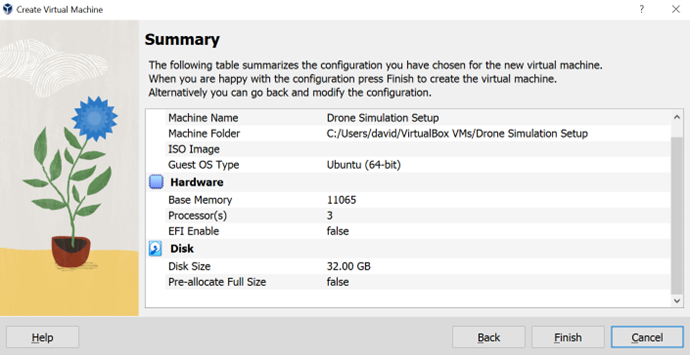 Create Virtual Machine
Summary
The following table summarizes the configuration you have chosen for the new virtual machine.
When you are happy with the configuration press Finish to create the virtual machine.
Alternatively you can go back and modify the configuration.
Machine Name Drone Simulation Setup
Machine Folder C:/Users/david/VirtualBox VMs/Drone Simulation Setup
ISO Image
Guest OS Type Ubuntu (64-bit)
Hardware
Base Memory 11065
Processor(s) 3
EFI Enable false
Disk
Disk Size 32.00 GB
Pre-allocate Full Size false
Help Back Finish Cancel